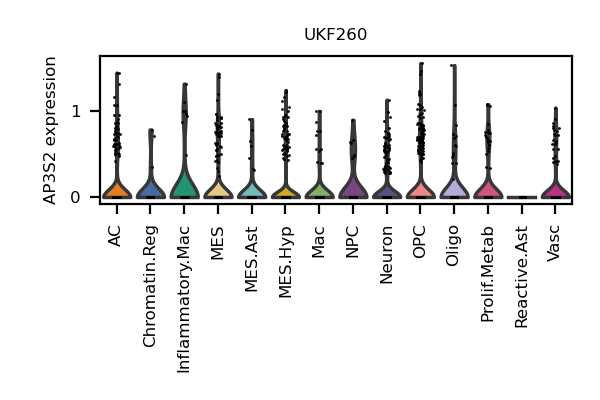 UKF260
AP3S2 expression
1
0
AC
Chromatin.Reg
Inflammatory.Mac
MES
MES.Ast
MES.Hyp
Mac
NPC
Neuron
OPC
Oligo
Prolif.Metab
Reactive.Ast
Vasc